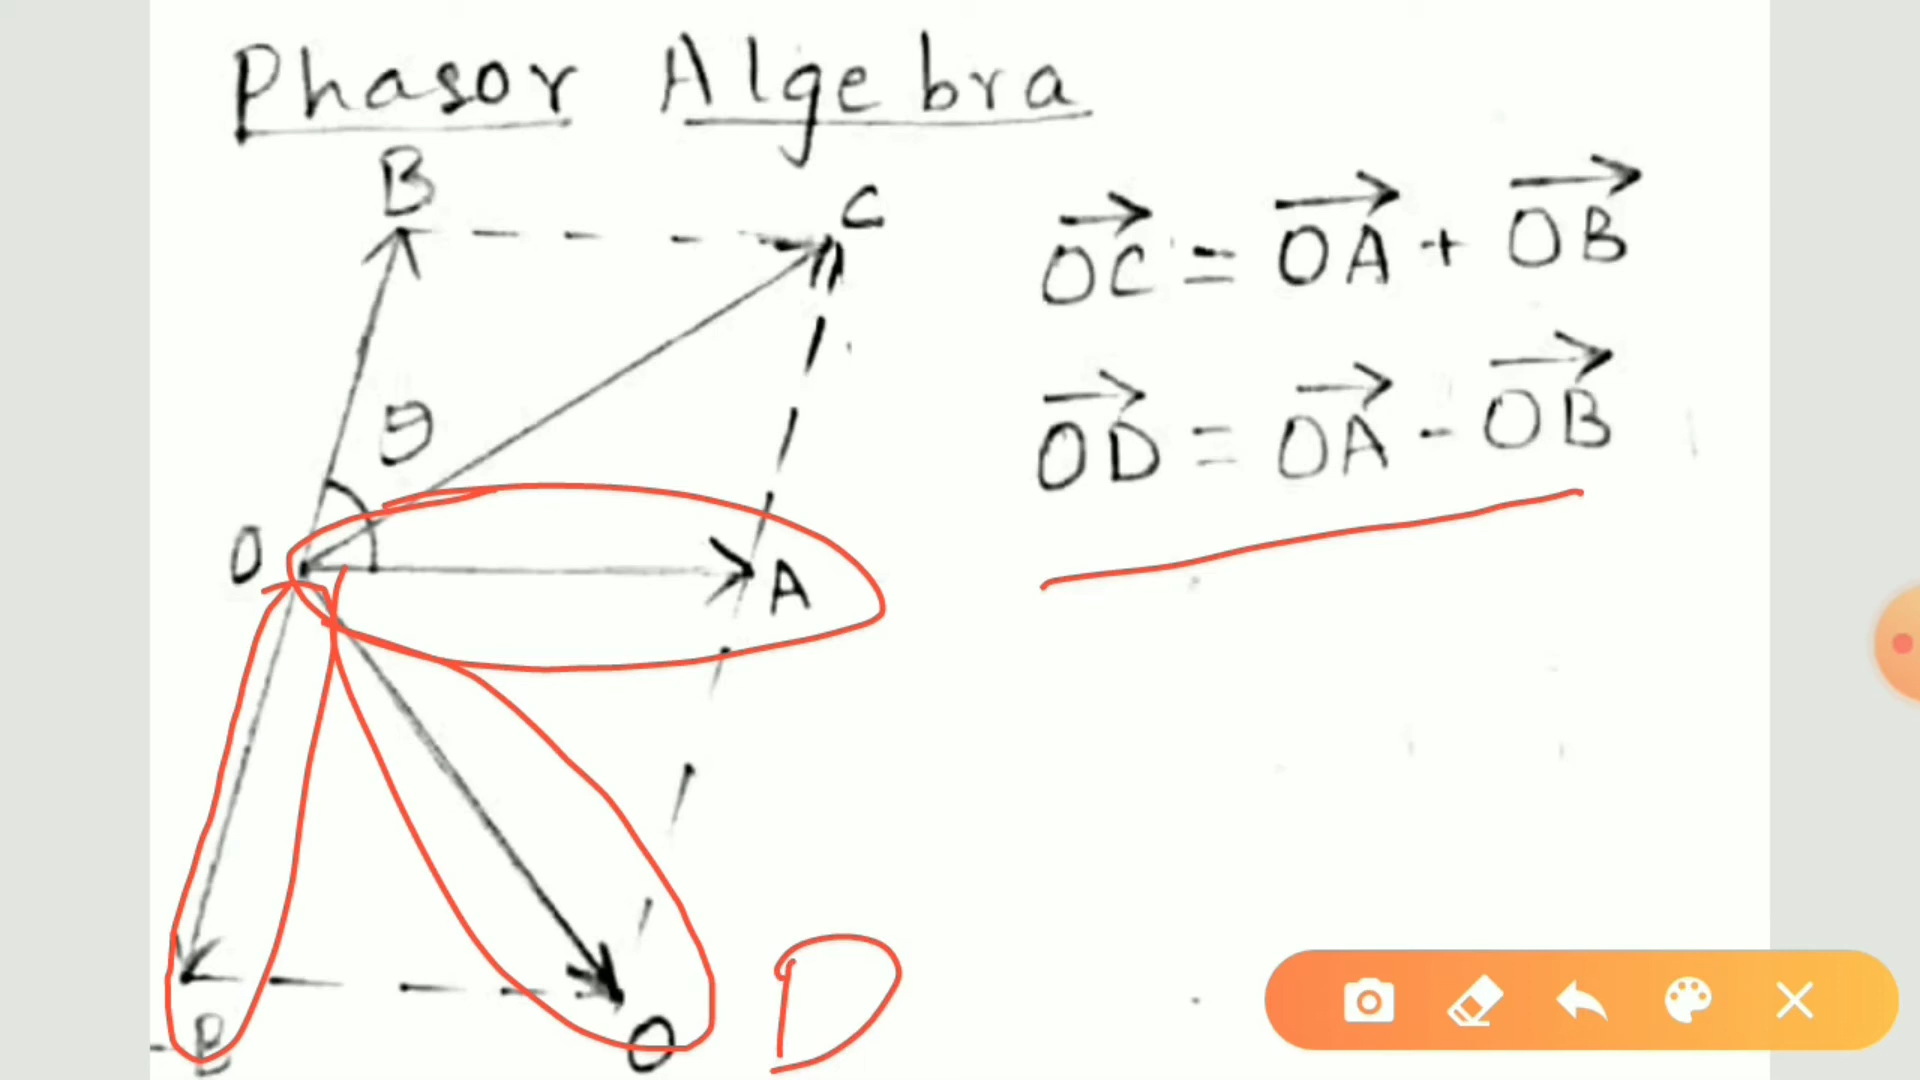 Phasor Algebra
B
C
OC = OA + OB
OD = OA - OB
θ
O
A
-B
O
D